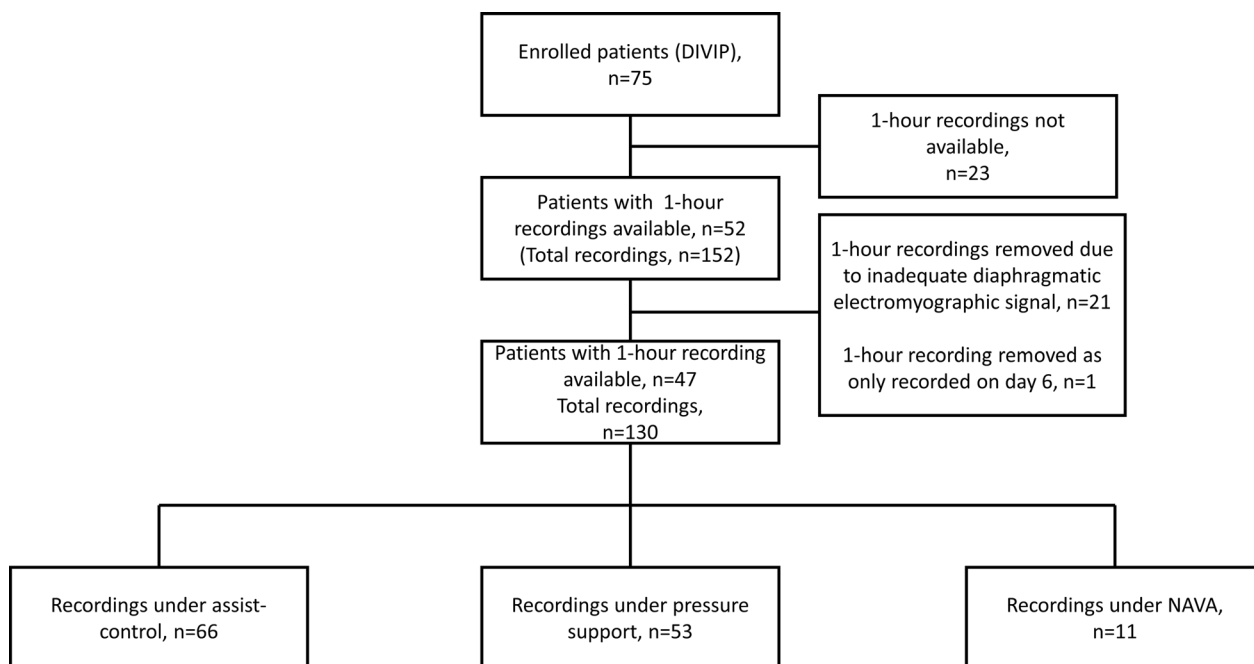 Enrolled patients (DIVIP),
n=75
1-hour recordings not
available,
n=23
Patients with 1-hour
recordings available, n=52
(Total recordings, n=152)
1-hour recordings removed due
to inadequate diaphragmatic
electromyographic signal, n=21
1-hour recording removed as
only recorded on day 6, n=1
Patients with 1-hour recording
available, n=47
Total recordings,
n=130
Recordings under assist-
control, n=66
Recordings under pressure
support, n=53
Recordings under NAVA,
n=11